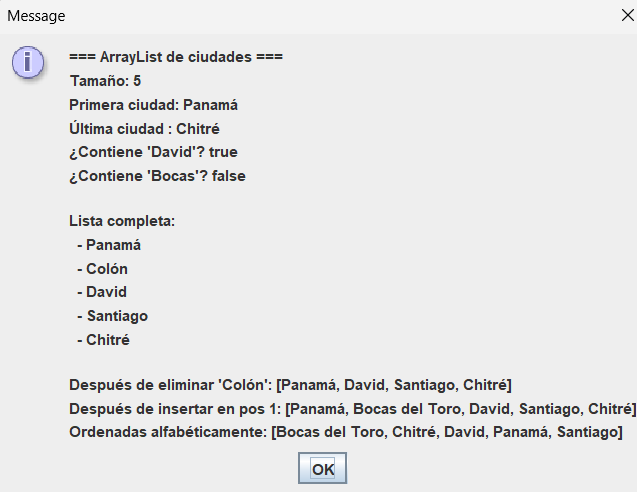 Message
=== ArrayList de ciudades ===
Tamaño: 5
Primera ciudad: Panamá
Última ciudad : Chitré
¿Contiene 'David'? true
¿Contiene 'Bocas'? false
Lista completa:
- Panamá
- Colón
- David
- Santiago
- Chitré
Después de eliminar 'Colón': [Panamá, David, Santiago, Chitré]
Después de insertar en pos 1: [Panamá, Bocas del Toro, David, Santiago, Chitré]
Ordenadas alfabéticamente: [Bocas del Toro, Chitré, David, Panamá, Santiago]
OK